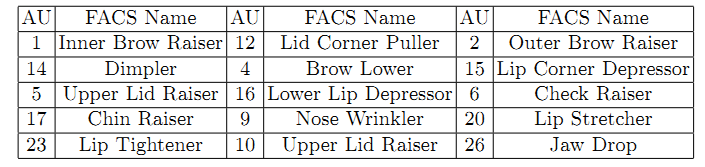 AU FACS Name AU FACS Name AU FACS Name
1 Inner Brow Raiser 12 Lid Corner Puller 2 Outer Brow Raiser
14 Dimpler 4 Brow Lower 15 Lip Corner Depressor
5 Upper Lid Raiser 16 Lower Lip Depressor 6 Check Raiser
17 Chin Raiser 9 Nose Wrinkler 20 Lip Stretcher
23 Lip Tightener 10 Upper Lid Raiser 26 Jaw Drop